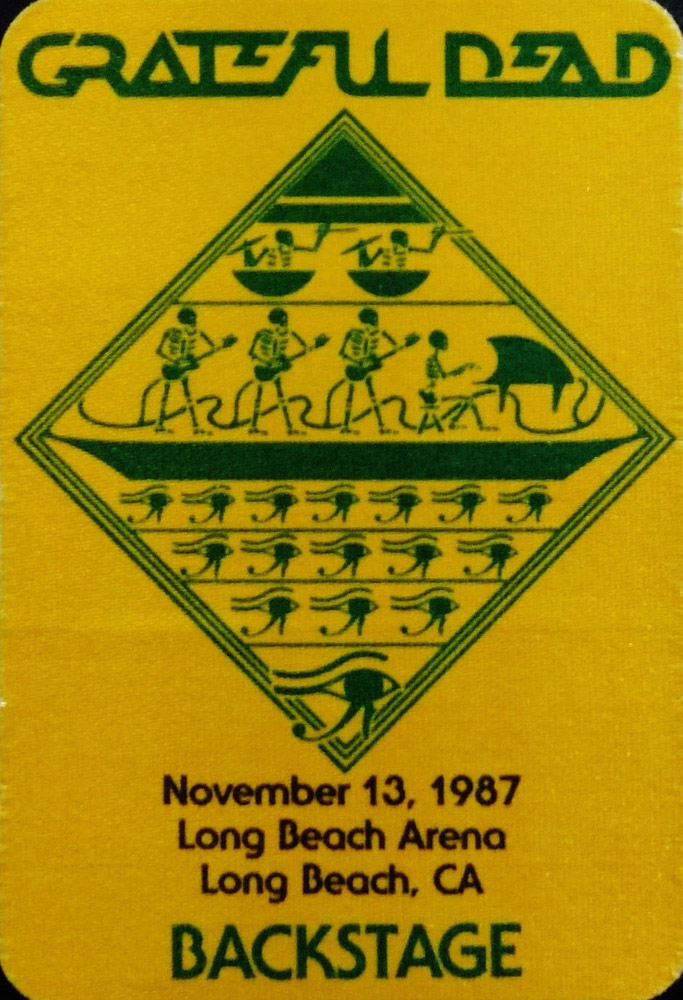 GRATEFUL DEAD
November 13, 1987
Long Beach Arena
Long Beach, CA
BACKSTAGE